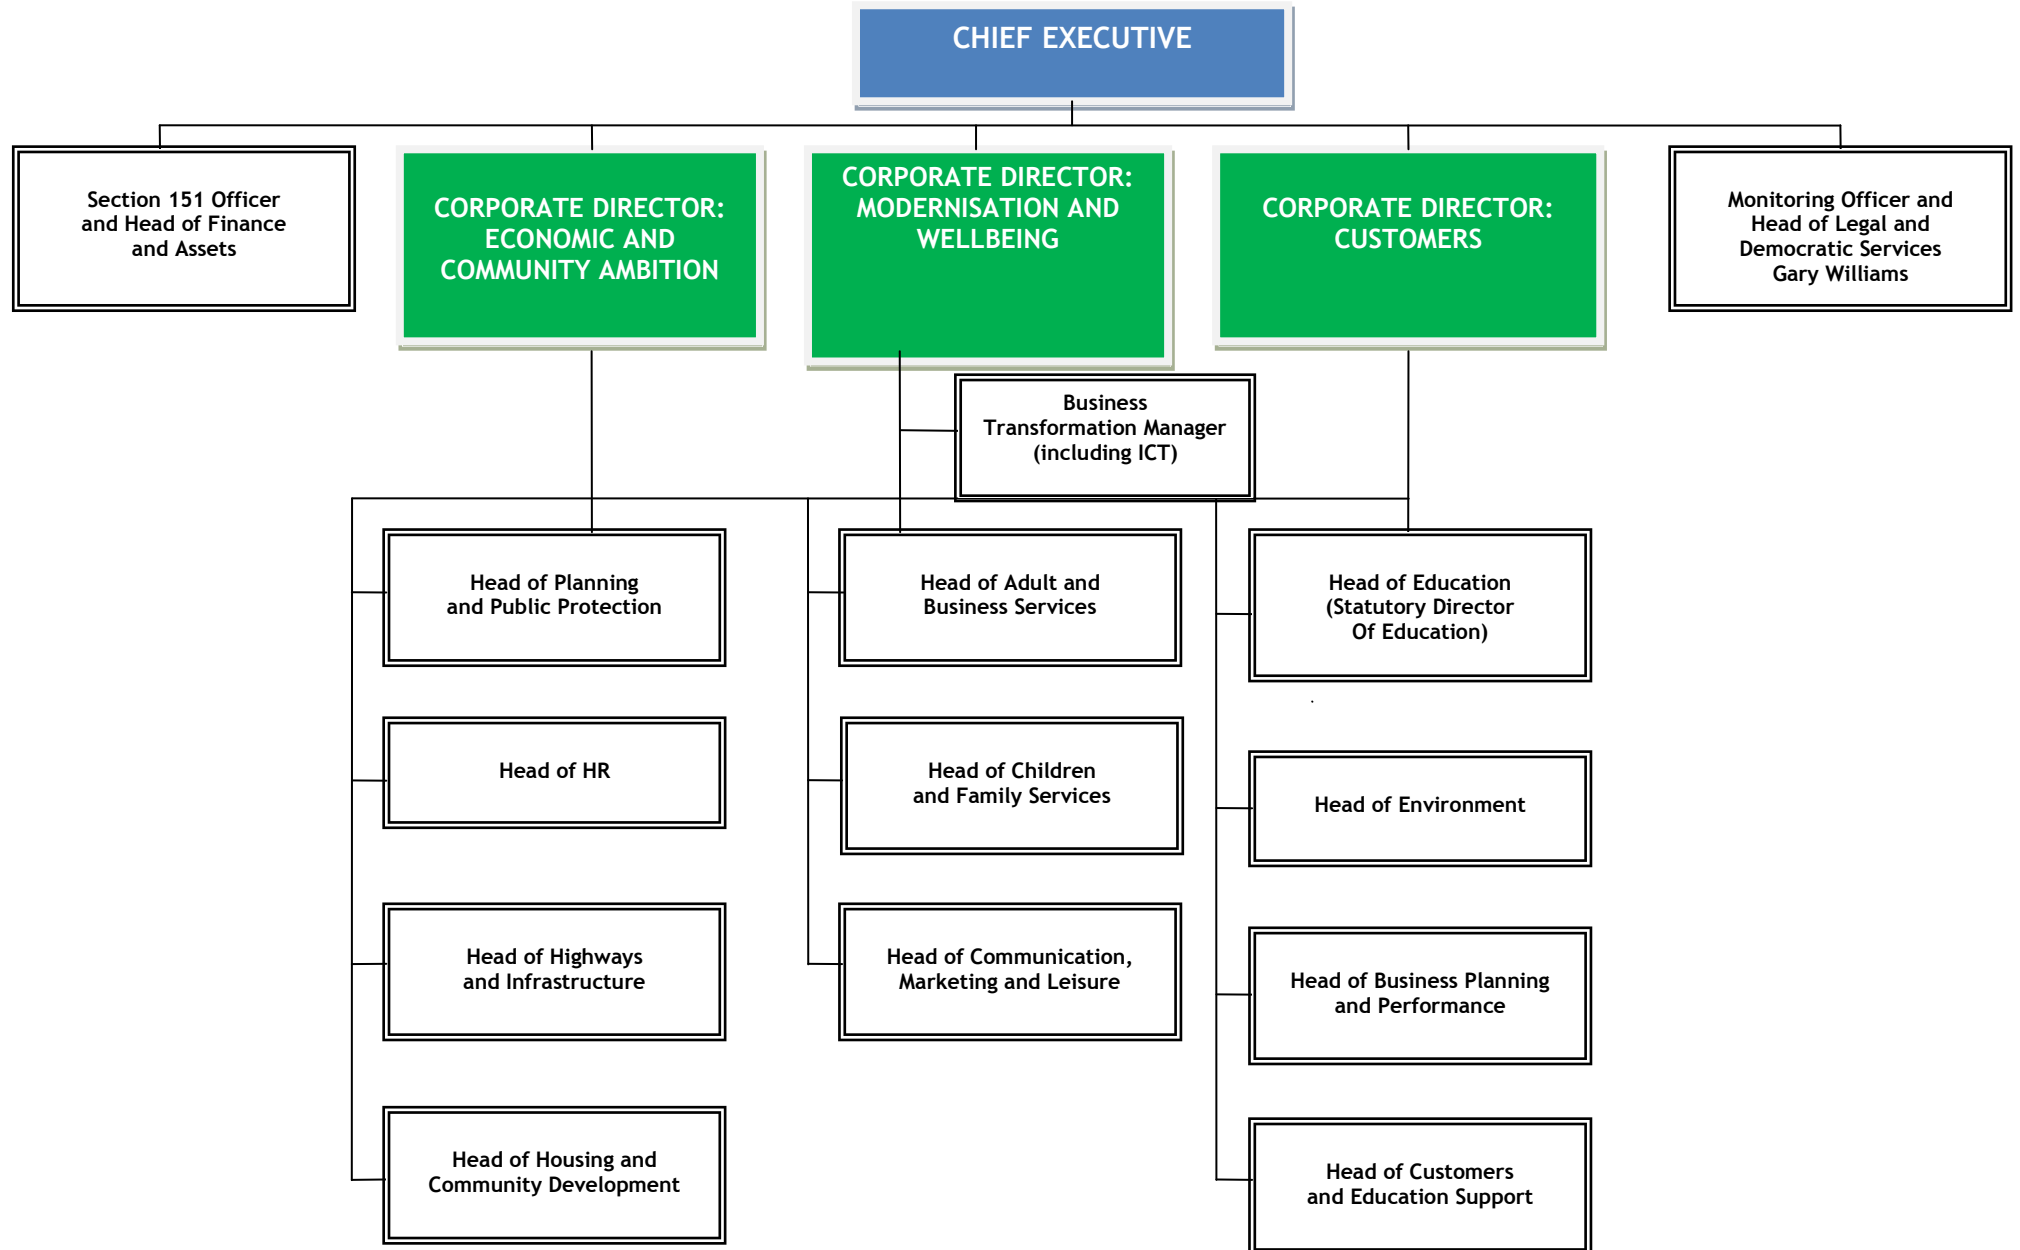 CHIEF EXECUTIVE
Section 151 Officer
and Head of Finance
and Assets
CORPORATE DIRECTOR:
ECONOMIC AND
COMMUNITY AMBITION
CORPORATE DIRECTOR:
MODERNISATION AND
WELLBEING
CORPORATE DIRECTOR:
CUSTOMERS
Monitoring Officer and
Head of Legal and
Democratic Services
Gary Williams
Business
Transformation Manager
(including ICT)
Head of Planning
and Public Protection
Head of Adult and
Business Services
Head of Education
(Statutory Director
Of Education)
.
Head of HR
Head of Children
and Family Services
Head of Environment
Head of Highways
and Infrastructure
Head of Communication,
Marketing and Leisure
Head of Business Planning
and Performance
Head of Housing and
Community Development
Head of Customers
and Education Support